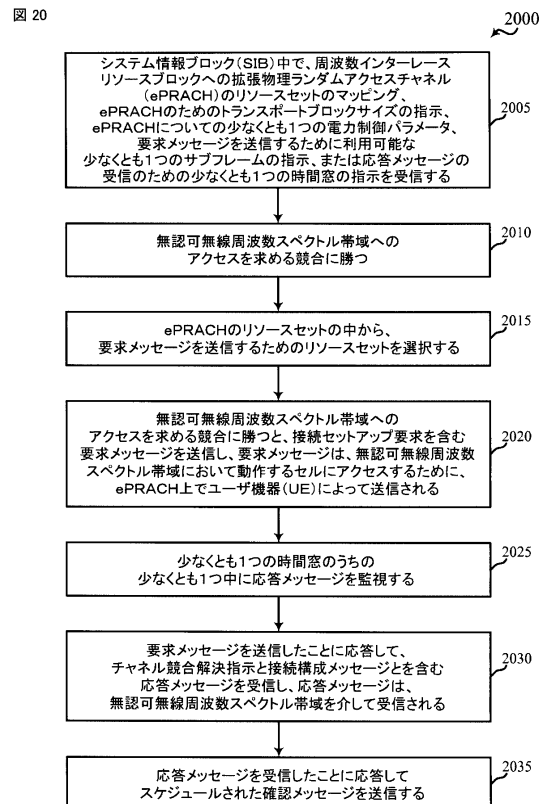 図 20
2000
システム情報ブロック（SIB）中で、周波数インターレース
リソースブロックへの拡張物理ランダムアクセスチャネル
（ePRACH）のリソースセットのマッピング、
ePRACHのためのトランスポートブロックサイズの指示、
ePRACHについての少なくとも1つの電力制御パラメータ、
要求メッセージを送信するために利用可能な
少なくとも1つのサブフレームの指示、または応答メッセージの
受信のための少なくとも1つの時間窓の指示を受信する
2005
無認可無線周波数スペクトル帯域への
アクセスを求める競合に勝つ
2010
ePRACHのリソースセットの中から、
要求メッセージを送信するためのリソースセットを選択する
2015
無認可無線周波数スペクトル帯域への
アクセスを求める競合に勝つと、接続セットアップ要求を含む
要求メッセージを送信し、要求メッセージは、無認可無線周波数
スペクトル帯域において動作するセルにアクセスするために、
ePRACH上でユーザ機器（UE）によって送信される
2020
少なくとも1つの時間窓のうちの
少なくとも1つ中に応答メッセージを監視する
2025
要求メッセージを送信したことに応答して、
チャネル競合解決指示と接続構成メッセージとを含む
応答メッセージを受信し、応答メッセージは、
無認可無線周波数スペクトル帯域を介して受信される
2030
応答メッセージを受信したことに応答して
スケジュールされた確認メッセージを送信する
2035